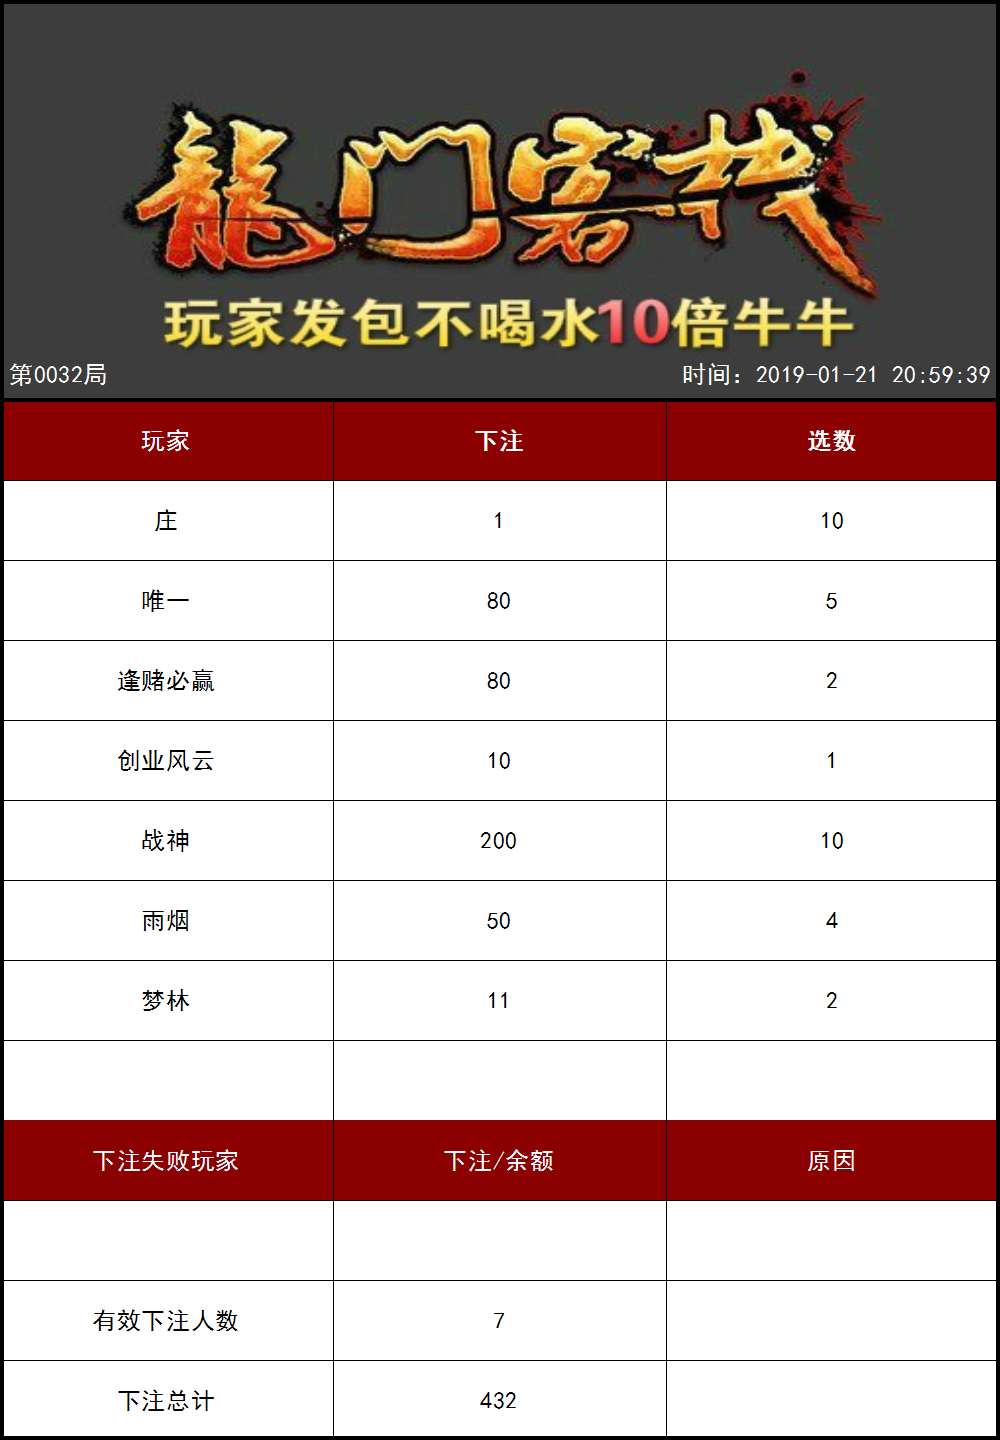 龍门客栈
玩家发包不喝水10倍牛牛
第0032局 时间：2019-01-21 20:59:39
玩家 下注 选数
庄 1 10
唯一 80 5
逢赌必赢 80 2
创业风云 10 1
战神 200 10
雨烟 50 4
梦林 11 2
下注失败玩家 下注/余额 原因
有效下注人数 7
下注总计 432